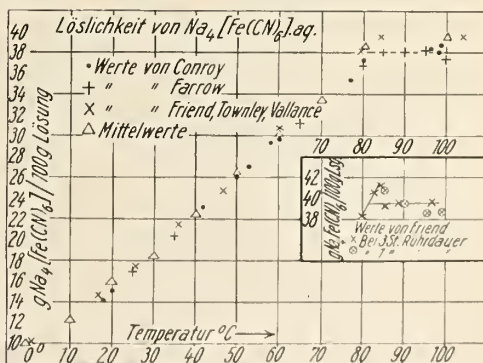 Löslichkeit von Na4[Fe(CN)6].aq.
• Werte von Conroy
+ " " Farrow.
× " " Friend, Townley, Vallance
△ Mittelwerte
g Na4[Fe(CN)6]/100g Lösung
40
38
36
34
32
30
28
26
24
22
20
18
16
14
12
10
0 10 20 30 40 50 60 70 80 90 100
Temperatur °C
70 80 90 100
42
40
38
g Na4Fe(CN)6/100g Lsg.
Werte von Friend
× Bei 3 St. Rührdauer
⊗ " 1 " "